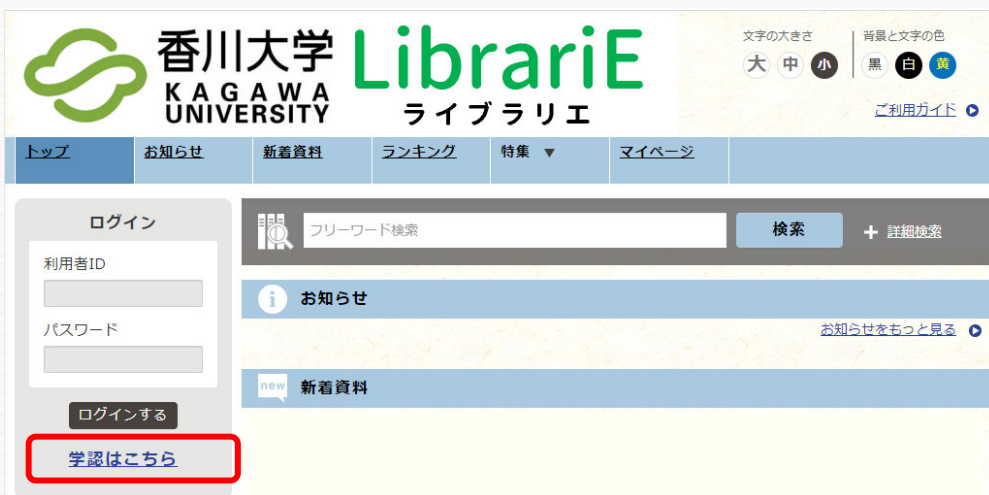 香川大学
KAGAWA
UNIVERSITY
LibrariE
ライブラリエ
文字の大きさ
大 中 小
背景と文字の色
黒 白 黄
ご利用ガイド
トップ お知らせ 新着資料 ランキング 特集 ▼ マイページ
ログイン
利用者ID
パスワード
ログインする
学認はこちら
フリーワード検索 検索 + 詳細検索
i お知らせ
お知らせをもっと見る
new 新着資料